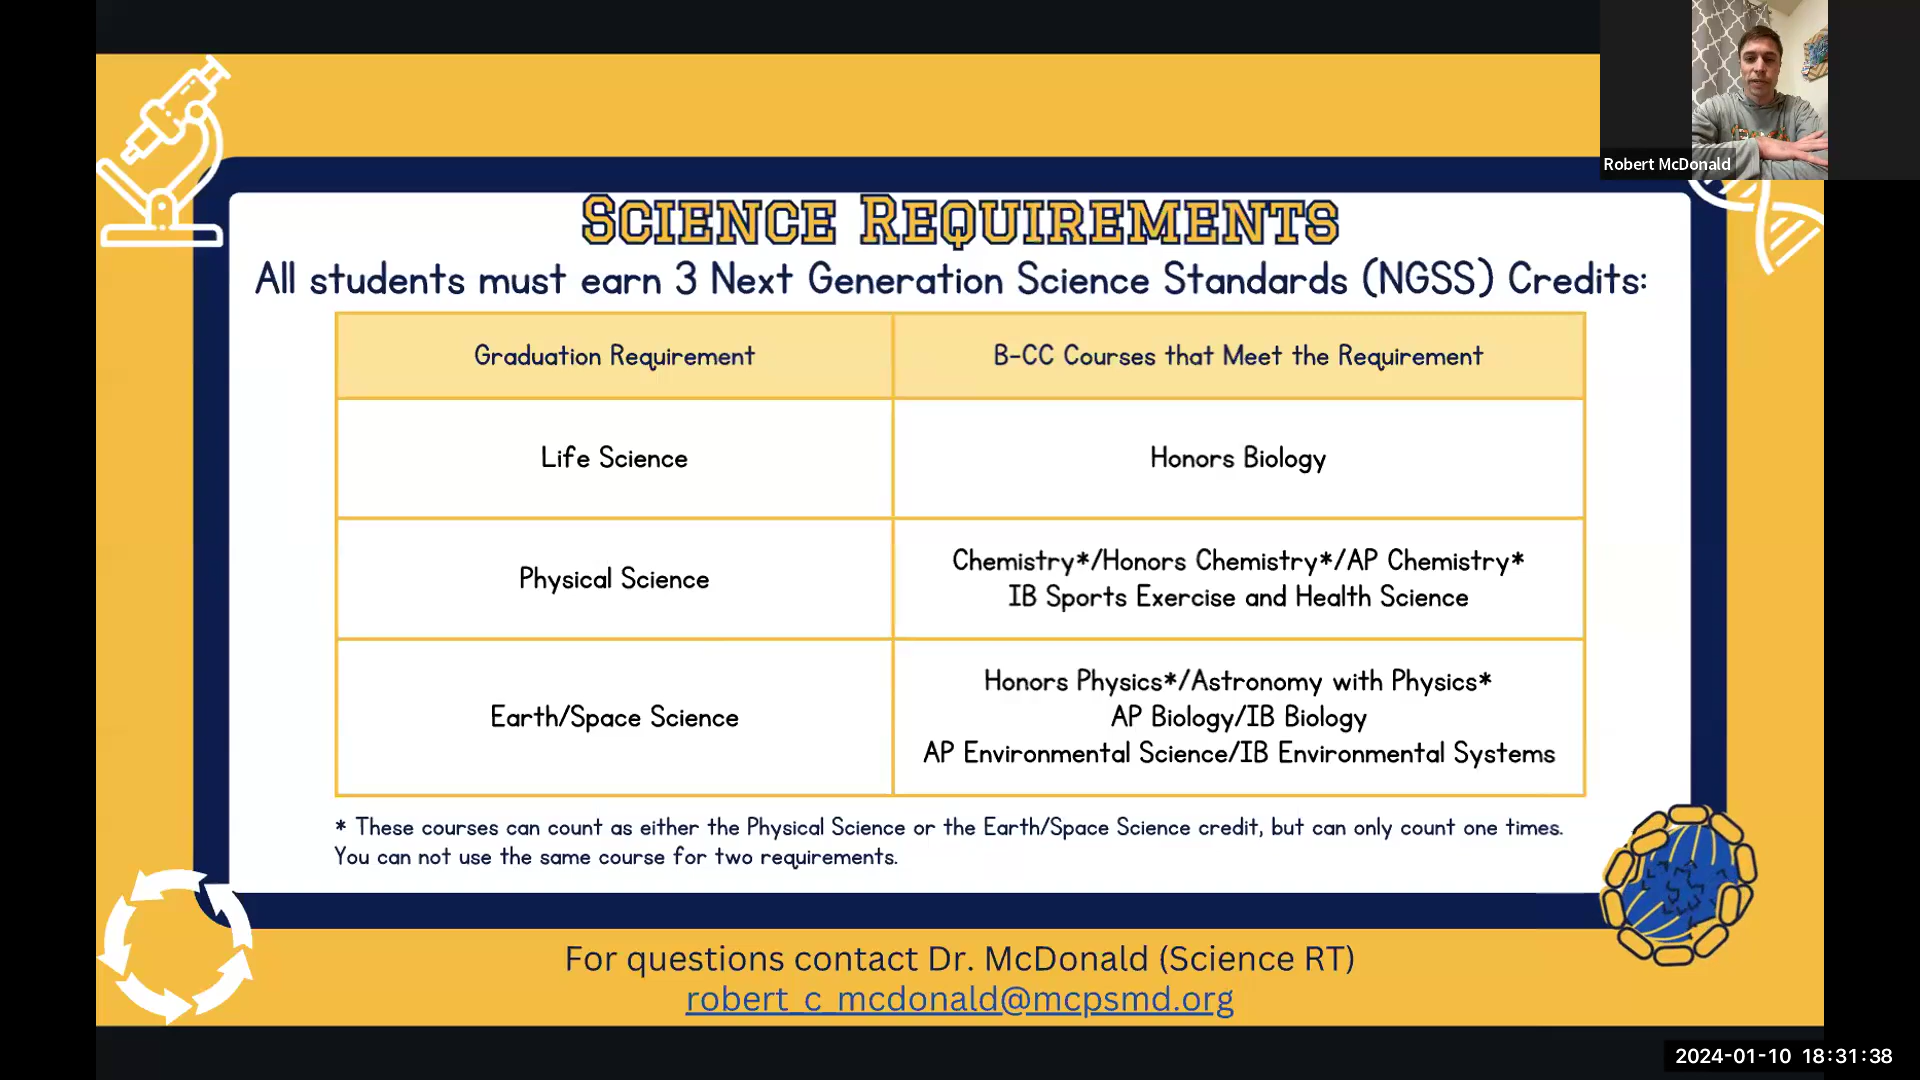 Robert McDonald
Science Requirements
All students must earn 3 Next Generation Science Standards (NGSS) Credits:
Graduation Requirement
B-CC Courses that Meet the Requirement
Life Science
Honors Biology
Physical Science
Chemistry*/Honors Chemistry*/AP Chemistry*
IB Sports Exercise and Health Science
Earth/Space Science
Honors Physics*/Astronomy with Physics*
AP Biology/IB Biology
AP Environmental Science/IB Environmental Systems
* These courses can count as either the Physical Science or the Earth/Space Science credit, but can only count one times.
You can not use the same course for two requirements.
For questions contact Dr. McDonald (Science RT)
robert_c_mcdonald@mcpsmd.org
2024-01-10 18:31:38